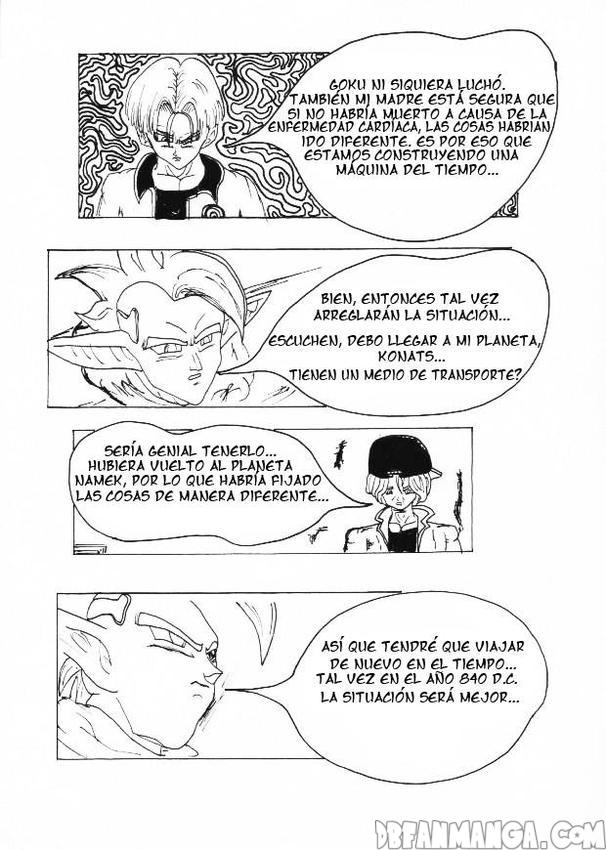 GOKU NI SIQUIERA LUCHÓ.
TAMBIÉN MI MADRE ESTÁ SEGURA QUE
SI NO HABRÍA MUERTO A CAUSA DE LA
ENFERMEDAD CARDÍACA, LAS COSAS HABRÍAN
IDO DIFERENTE. ES POR ESO QUE
ESTAMOS CONSTRUYENDO UNA
MÁQUINA DEL TIEMPO...
BIEN, ENTONCES TAL VEZ
ARREGLARÁN LA SITUACIÓN...
ESCUCHEN, DEBO LLEGAR A MI PLANETA,
KONATS...
TIENEN UN MEDIO DE TRANSPORTE?
SERÍA GENIAL TENERLO...
HUBIERA VUELTO AL PLANETA
NAMEK, POR LO QUE HABRÍA FIJADO
LAS COSAS DE MANERA DIFERENTE...
ASÍ QUE TENDRÉ QUE VIAJAR
DE NUEVO EN EL TIEMPO...
TAL VEZ EN EL AÑO 840 D.C.
LA SITUACIÓN SERÁ MEJOR...
DBFANMANGA.COM